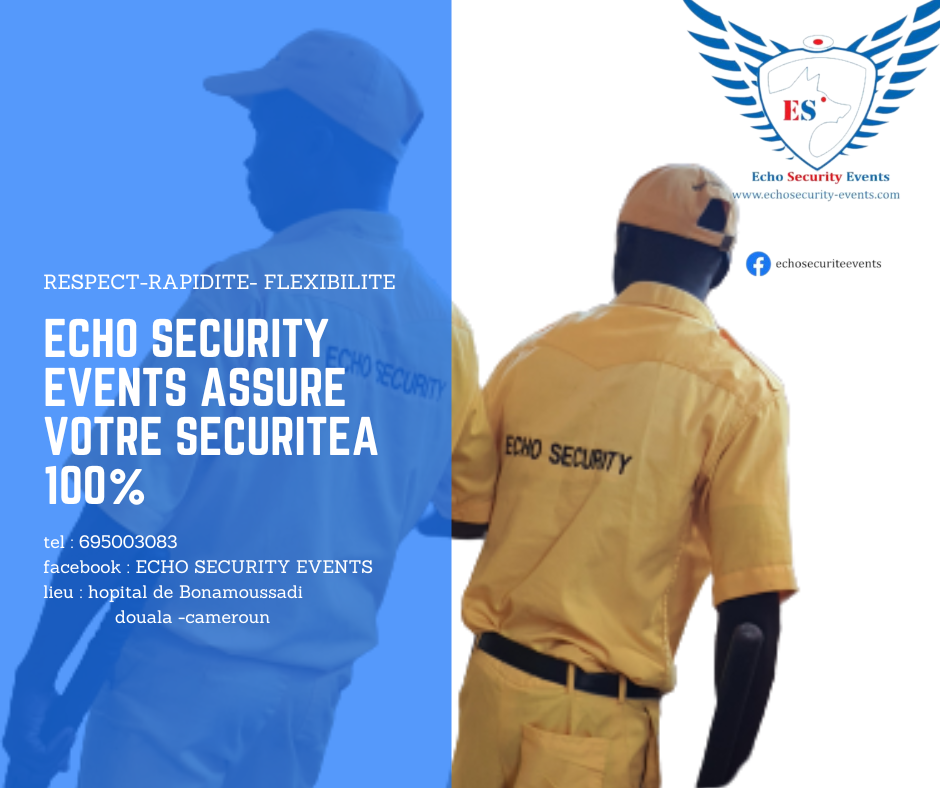 RESPECT-RAPIDITE- FLEXIBILITE
ECHO SECURITY
EVENTS ASSURE
VOTRE SECURITEA
100%
tel : 695003083
facebook : ECHO SECURITY EVENTS
lieu : hopital de Bonamoussadi
douala -cameroun
ECHO SECURITY
ES
Echo Security Events
www.echosecurity-events.com
echosecuriteevents
ECHO SECURITY